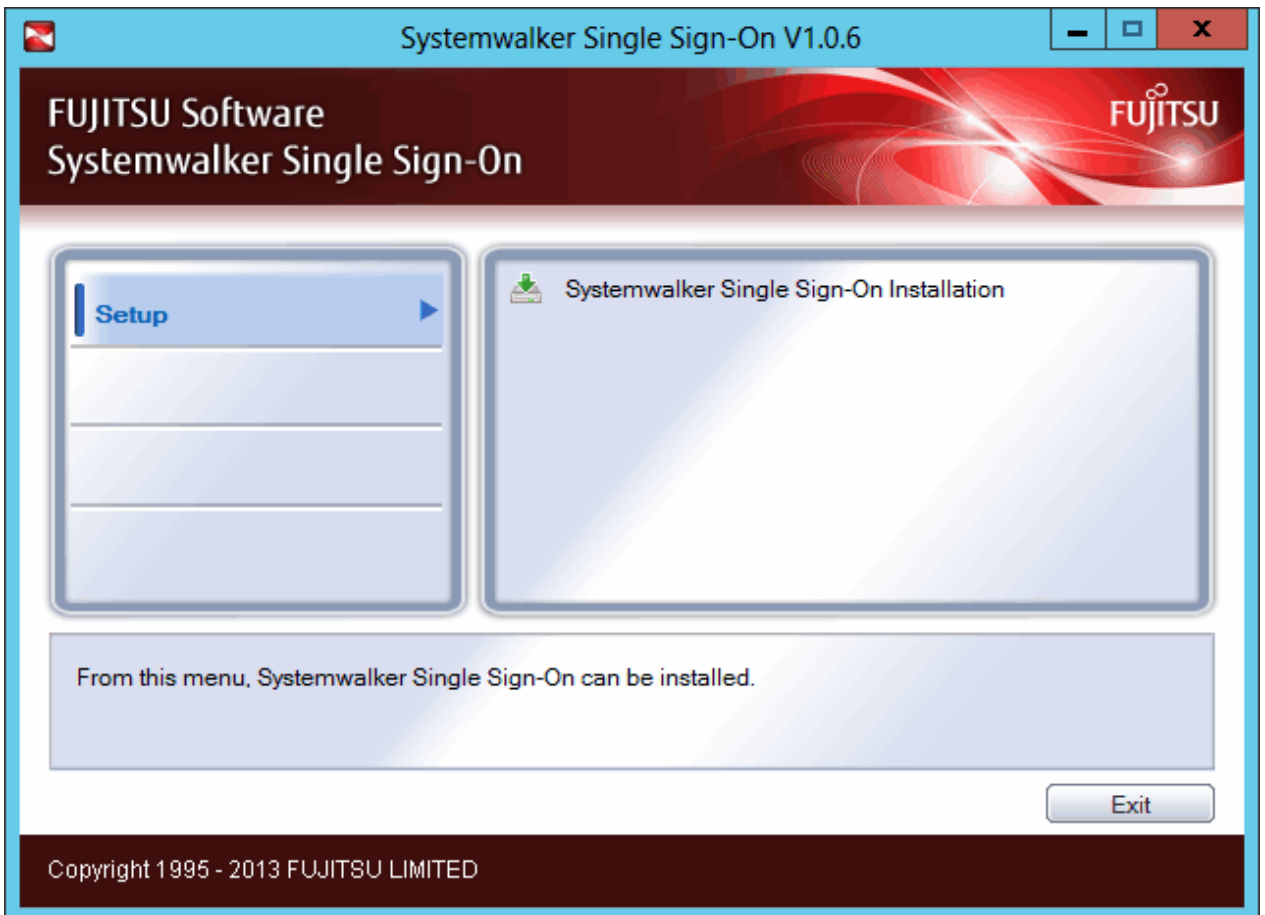 Systemwalker Single Sign-On V1.0.6
FUJITSU Software
Systemwalker Single Sign-On
FUJITSU
Setup
Systemwalker Single Sign-On Installation
From this menu, Systemwalker Single Sign-On can be installed.
Exit
Copyright 1995 - 2013 FUJITSU LIMITED